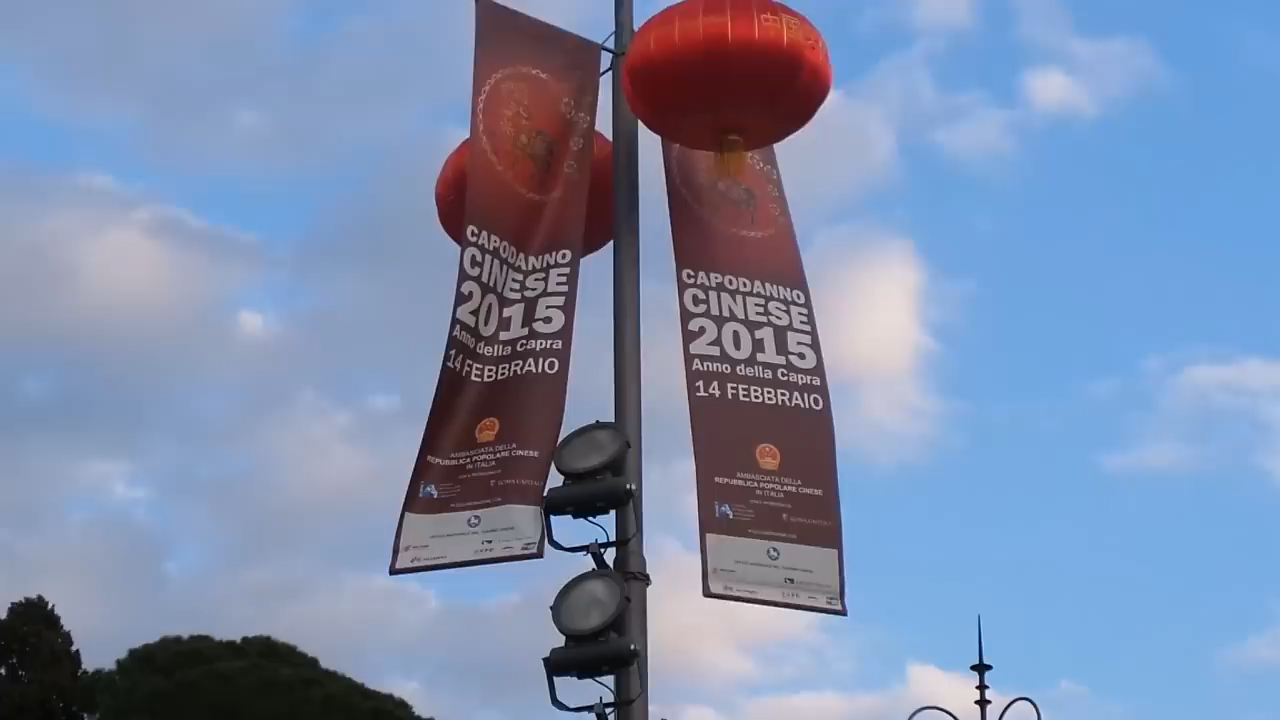 CAPODANNO
CINESE
2015
Anno della Capra
14 FEBBRAIO
AMBASCIATA DELLA
REPUBBLICA POPOLARE CINESE
IN ITALIA
CAPODANNO
CINESE
2015
Anno della Capra
14 FEBBRAIO
AMBASCIATA DELLA
REPUBBLICA POPOLARE CINESE
IN ITALIA